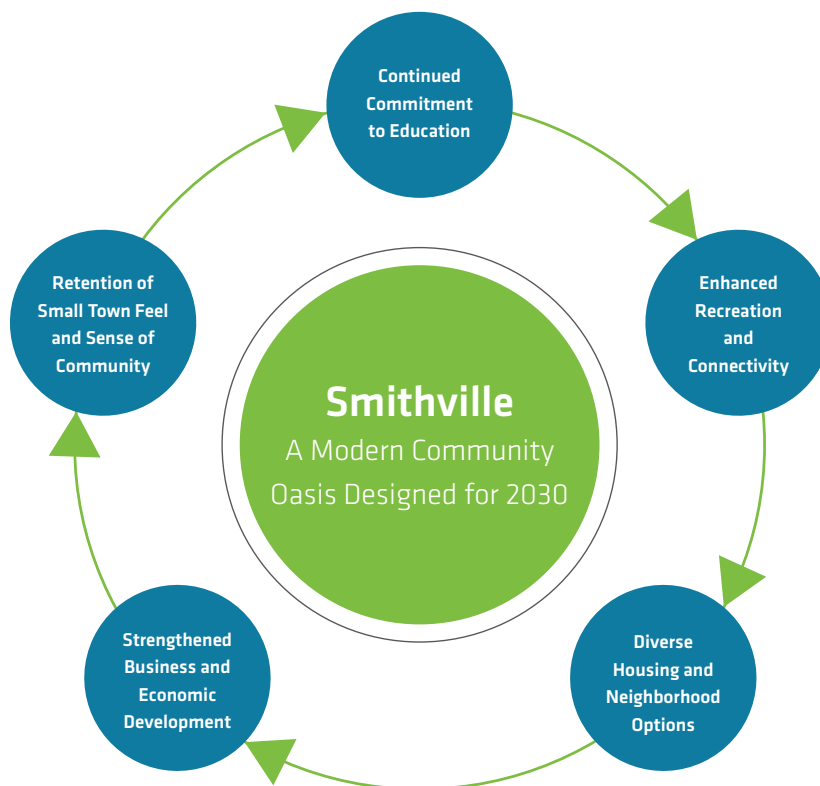 Continued
Commitment
to Education
Enhanced
Recreation
and
Connectivity
Diverse
Housing and
Neighborhood
Options
Strengthened
Business and
Economic
Development
Retention of
Small Town Feel
and Sense of
Community
Smithville
A Modern Community
Oasis Designed for 2030